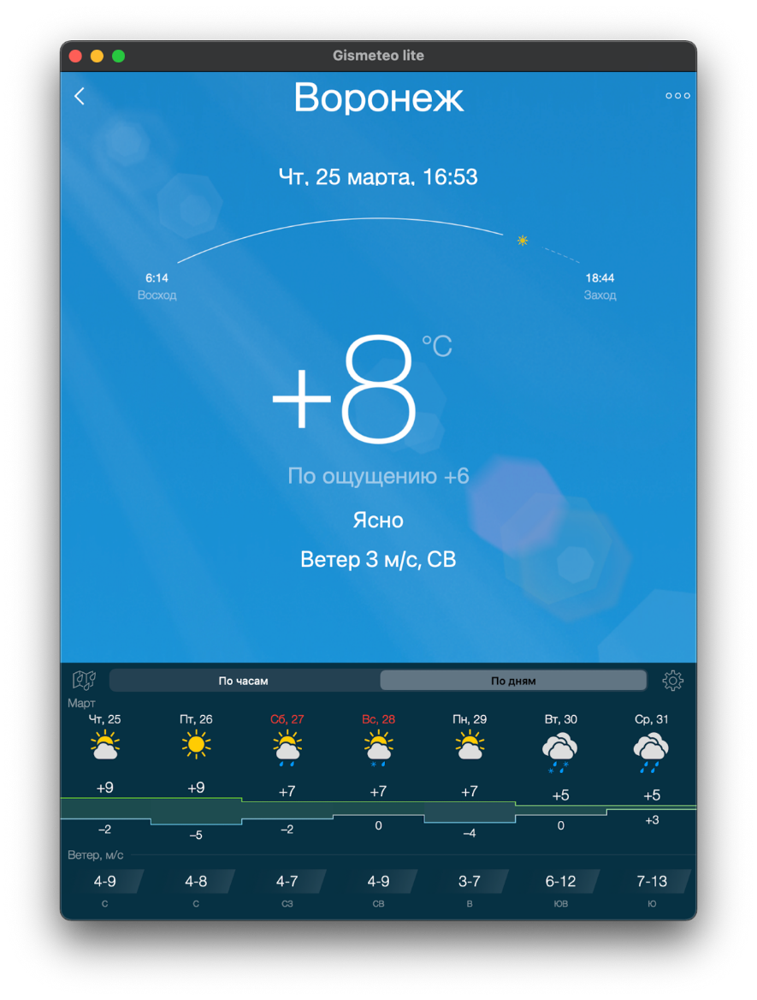 Gismeteo lite
Воронеж
Чт, 25 марта, 16:53
6:14 18:44
Восход Заход
+8 °C
По ощущению +6
Ясно
Ветер 3 м/с, СВ
По часам По дням
Март
Чт, 25 Пт, 26 Сб, 27 Вс, 28 Пн, 29 Вт, 30 Ср, 31
+9 +9 +7 +7 +7 +5 +5
–2 –5 –2 0 –4 0 +3
Ветер, м/с
4-9 4-8 4-7 4-9 3-7 6-12 7-13
С С СЗ СВ В ЮВ Ю